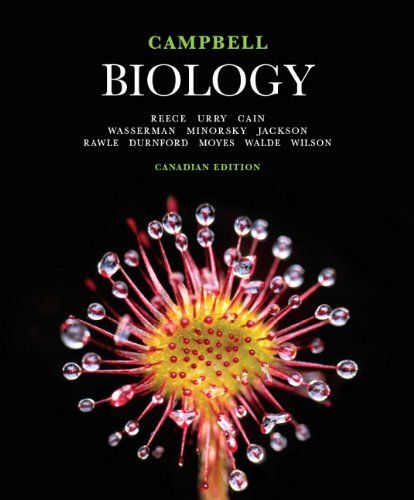 CAMPBELL
BIOLOGY
REECE URRY CAIN
WASSERMAN MINORSKY JACKSON
RAWLE DURNFORD MOYES WALDE WILSON
CANADIAN EDITION